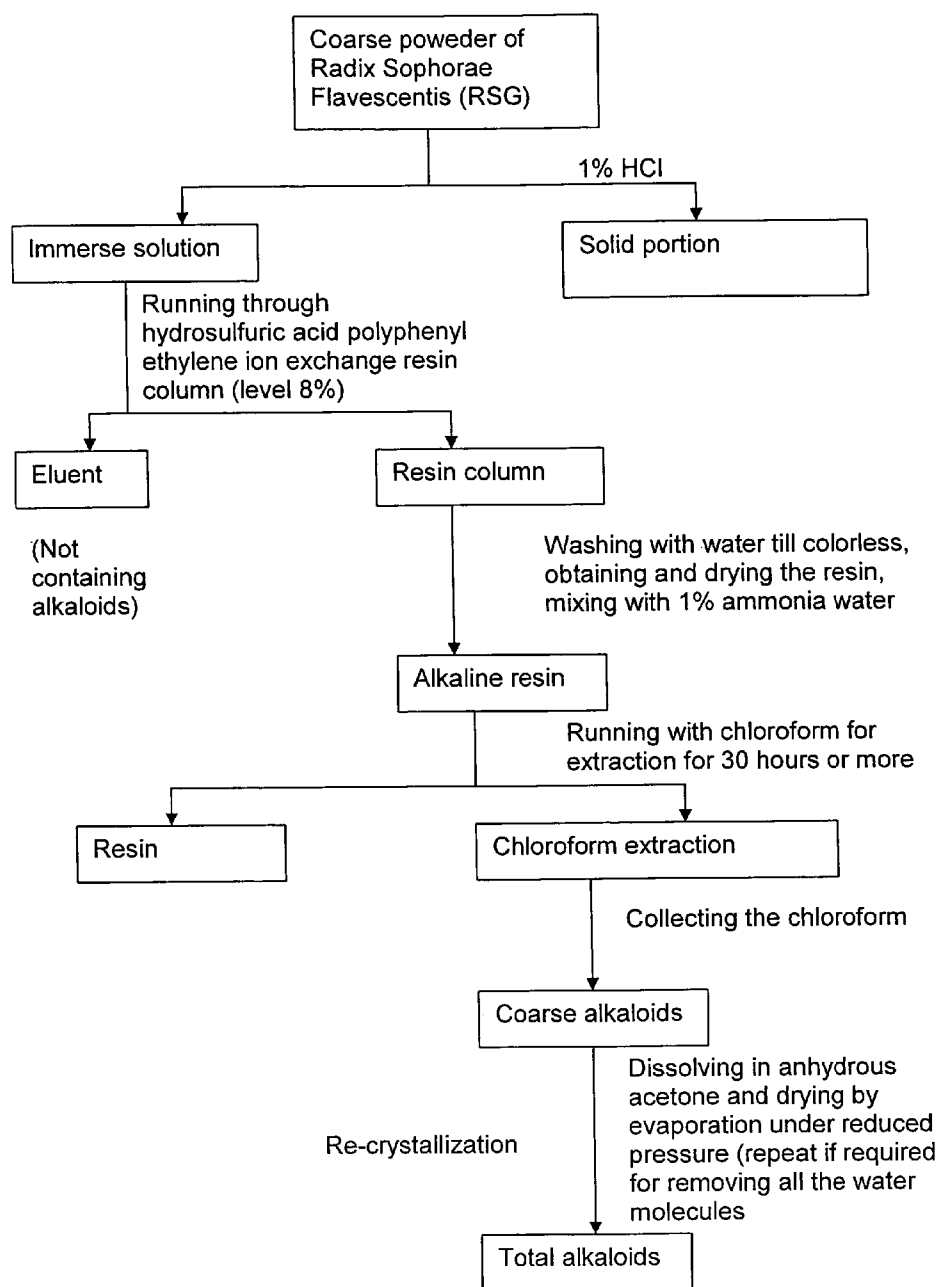 Coarse poweder of
Radix Sophorae
Flavescentis (RSG)
1% HCl
Immerse solution
Solid portion
Running through
hydrosulfuric acid polyphenyl
ethylene ion exchange resin
column (level 8%)
Eluent
Resin column
(Not
containing
alkaloids)
Washing with water till colorless,
obtaining and drying the resin,
mixing with 1% ammonia water
Alkaline resin
Running with chloroform for
extraction for 30 hours or more
Resin
Chloroform extraction
Collecting the chloroform
Coarse alkaloids
Re-crystallization
Dissolving in anhydrous
acetone and drying by
evaporation under reduced
pressure (repeat if required
for removing all the water
molecules
Total alkaloids